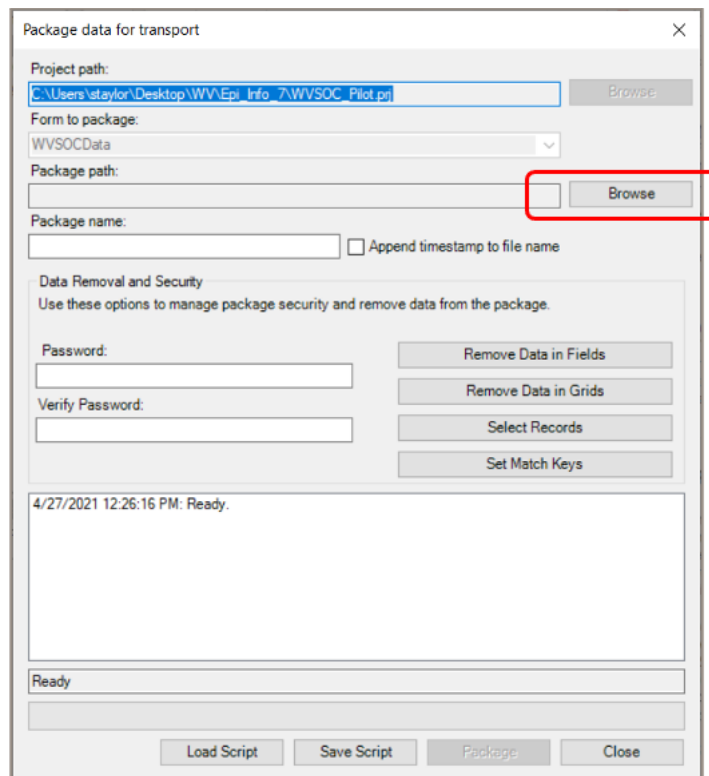 Package data for transport
Project path:
C:\Users\staylor\Desktop\WV\Epi_Info_7\WVSOC_Pilot.prj
Browse
Form to package:
WVSOCData
Package path:
Browse
Package name:
Append timestamp to file name
Data Removal and Security
Use these options to manage package security and remove data from the package.
Password:
Remove Data in Fields
Remove Data in Grids
Verify Password:
Select Records
Set Match Keys
4/27/2021 12:26:16 PM: Ready.
Ready
Load Script
Save Script
Package
Close